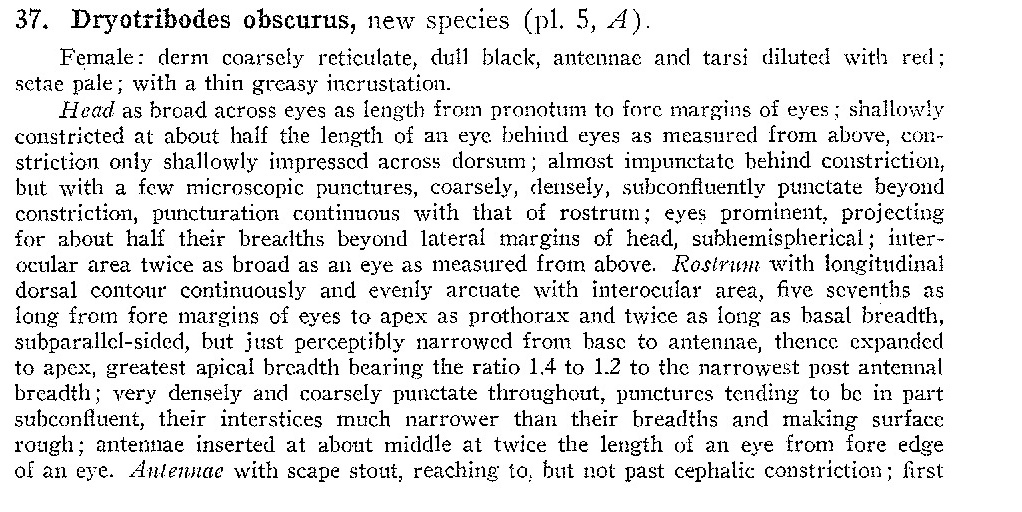 37. Dryotribodes obscurus, new species (pl. 5, A).
Female: derm coarsely reticulate, dull black, antennae and tarsi diluted with red;
setae pale; with a thin greasy incrustation.
Head as broad across eyes as length from pronotum to fore margins of eyes; shallowly
constricted at about half the length of an eye behind eyes as measured from above, con-
striction only shallowly impressed across dorsum; almost impunctate behind constriction,
but with a few microscopic punctures, coarsely, densely, subconfluently punctate beyond
constriction, puncturation continuous with that of rostrum; eyes prominent, projecting
for about half their breadths beyond lateral margins of head, subhemispherical; inter-
ocular area twice as broad as an eye as measured from above. Rostrum with longitudinal
dorsal contour continuously and evenly arcuate with interocular area, five sevenths as
long from fore margins of eyes to apex as prothorax and twice as long as basal breadth,
subparallel-sided, but just perceptibly narrowed from base to antennae, thence expanded
to apex, greatest apical breadth bearing the ratio 1.4 to 1.2 to the narrowest post antennal
breadth; very densely and coarsely punctate throughout, punctures tending to be in part
subconfluent, their interstices much narrower than their breadths and making surface
rough; antennae inserted at about middle at twice the length of an eye from fore edge
of an eye. Antennae with scape stout, reaching to, but not past cephalic constriction; first